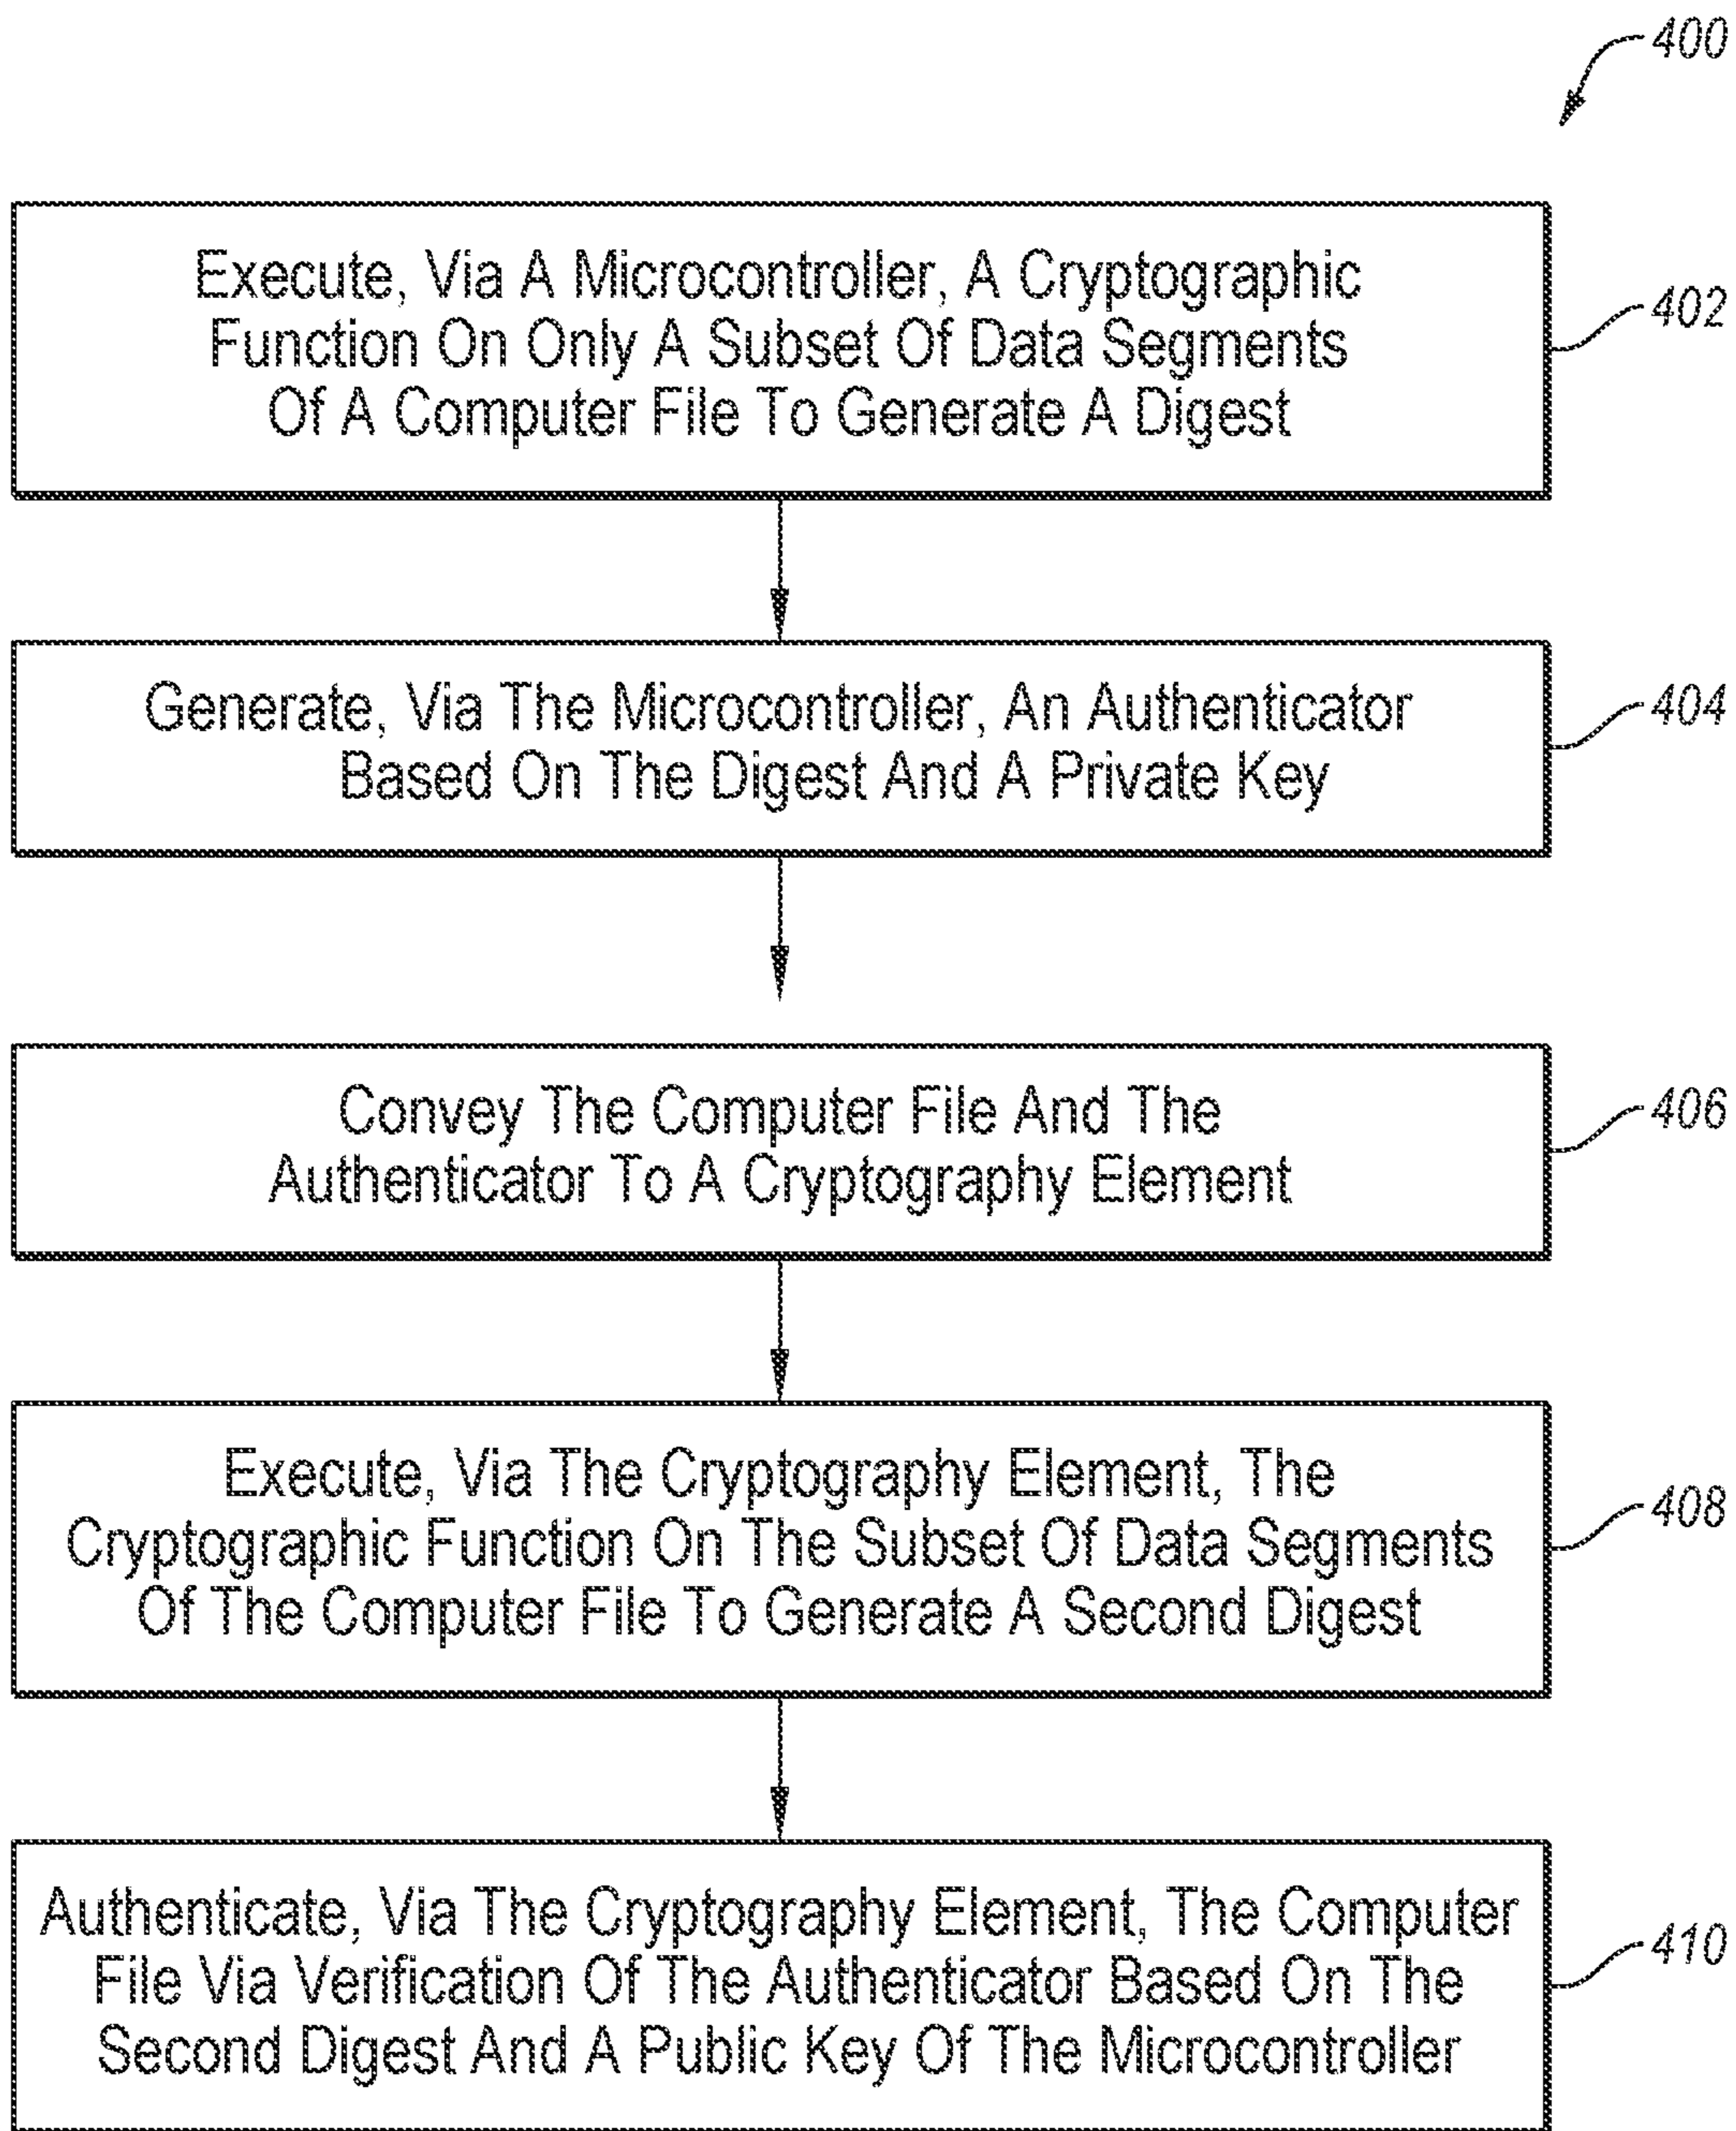 400
Execute, Via A Microcontroller, A Cryptographic
Function On Only A Subset Of Data Segments
Of A Computer File To Generate A Digest
402
Generate, Via The Microcontroller, An Authenticator
Based On The Digest And A Private Key
404
Convey The Computer File And The
Authenticator To A Cryptography Element
406
Execute, Via The Cryptography Element, The
Cryptographic Function On The Subset Of Data Segments
Of The Computer File To Generate A Second Digest
408
Authenticate, Via The Cryptography Element, The Computer
File Via Verification Of The Authenticator Based On The
Second Digest And A Public Key Of The Microcontroller
410